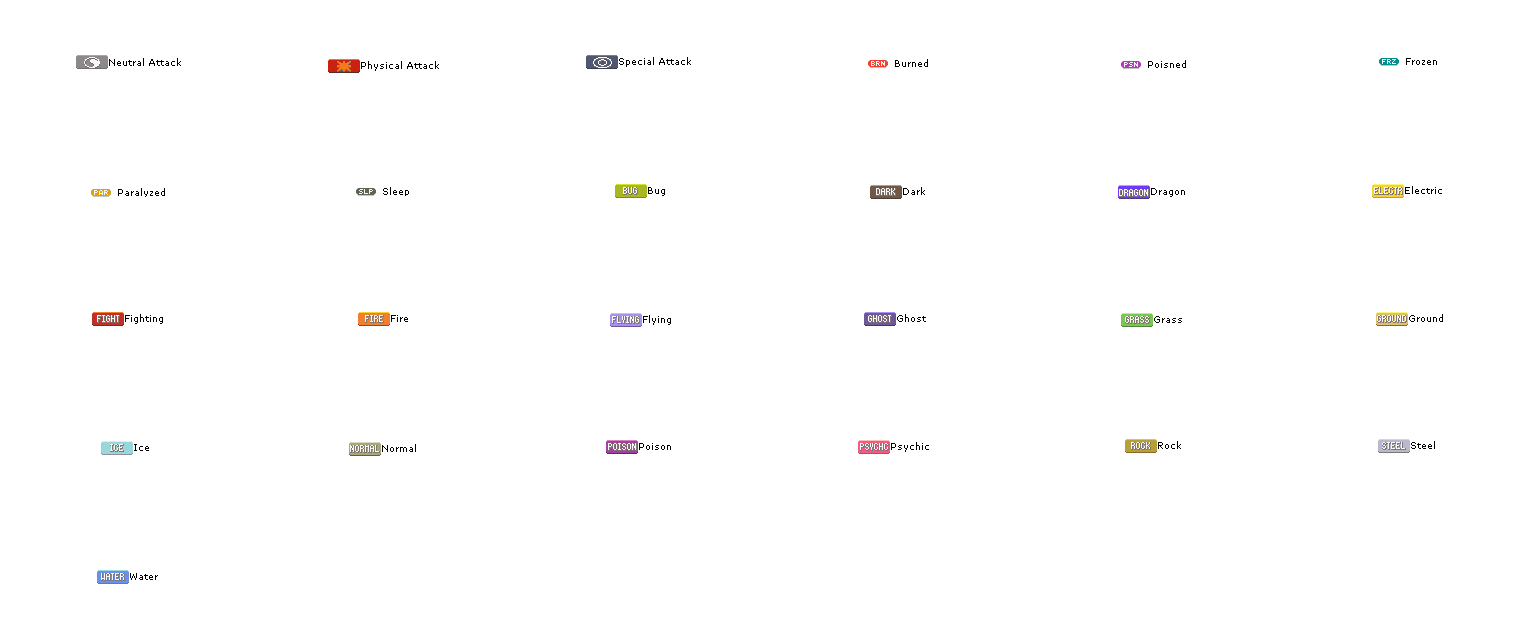 Neutral Attack
Physical Attack
Special Attack
BRN Burned
PSN Poisned
FRZ Frozen
PAR Paralyzed
SLP Sleep
BUG Bug
DARK Dark
DRAGON Dragon
ELECTR Electric
FIGHT Fighting
FIRE Fire
FLYING Flying
GHOST Ghost
GRASS Grass
GROUND Ground
ICE Ice
NORMAL Normal
POISON Poison
PSYCHC Psychic
ROCK Rock
STEEL Steel
WATER Water